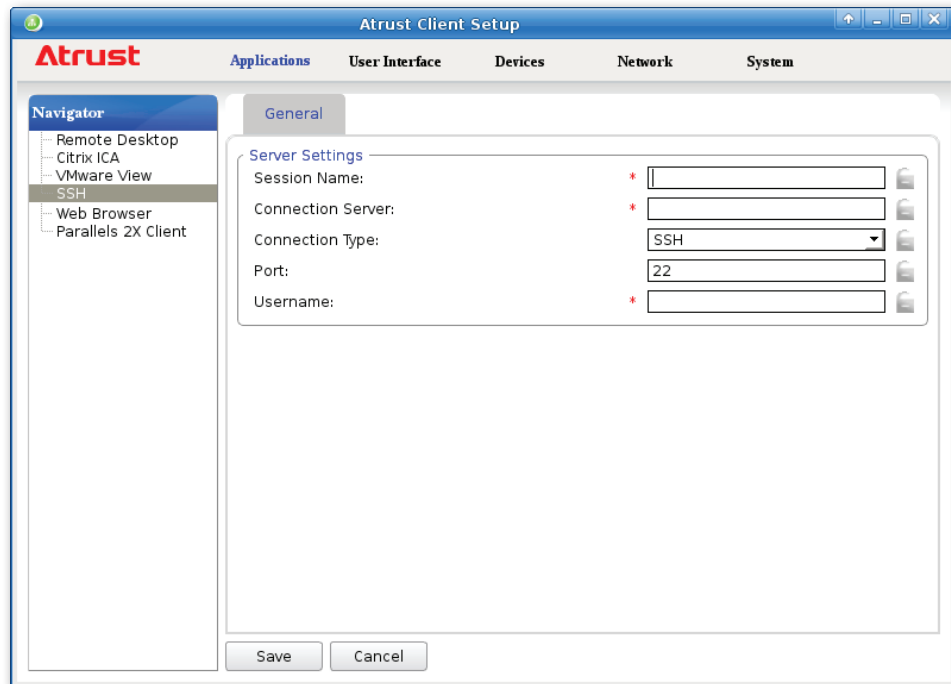 Atrust Client Setup
Atrust Applications User Interface Devices Network System
Navigator
Remote Desktop
Citrix ICA
VMware View
SSH
Web Browser
Parallels 2X Client
General
Server Settings
Session Name: *
Connection Server: *
Connection Type: SSH
Port: 22
Username: *
Save Cancel